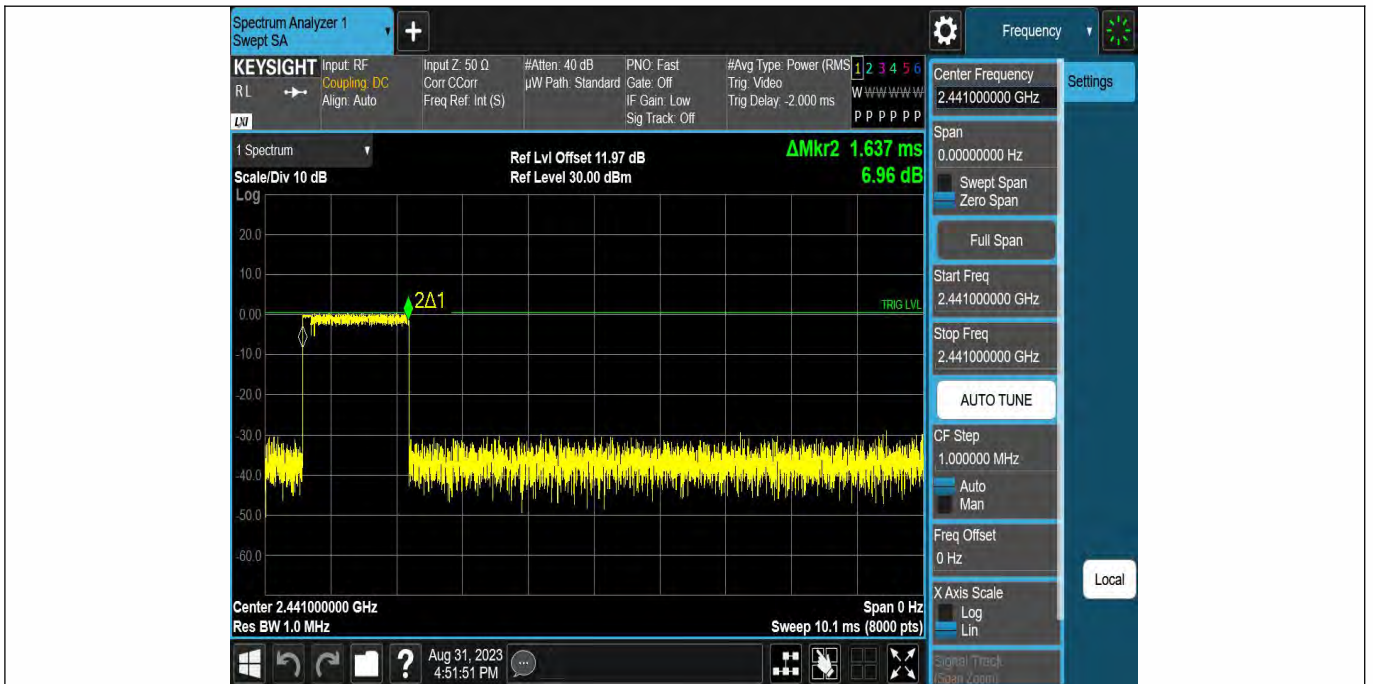 Spectrum Analyzer 1
Swept SA
+
Frequency
KEYSIGHT
RL
LXI
Input: RF
Coupling: DC
Align: Auto
Input Z: 50 Ω
Corr CCorr
Freq Ref: Int (S)
#Atten: 40 dB
µW Path: Standard
PNO: Fast
Gate: Off
IF Gain: Low
Sig Track: Off
#Avg Type: Power (RMS
Trig: Video
Trig Delay: -2.000 ms
1 2 3 4 5 6
W W W W W W
P P P P P P
Center Frequency
2.441000000 GHz
Settings
Span
0.00000000 Hz
Swept Span
Zero Span
Full Span
Start Freq
2.441000000 GHz
Stop Freq
2.441000000 GHz
AUTO TUNE
CF Step
1.000000 MHz
Auto
Man
Freq Offset
0 Hz
X Axis Scale
Log
Lin
Signal Track
(Span Zoom)
Local
1 Spectrum
Scale/Div 10 dB
Ref Lvl Offset 11.97 dB
Ref Level 30.00 dBm
ΔMkr2 1.637 ms
6.96 dB
Log
20.0
10.0
0.00
-10.0
-20.0
-30.0
-40.0
-50.0
-60.0
2Δ1
TRIG LVL
Center 2.441000000 GHz
Res BW 1.0 MHz
Span 0 Hz
Sweep 10.1 ms (8000 pts)
?
Aug 31, 2023
4:51:51 PM